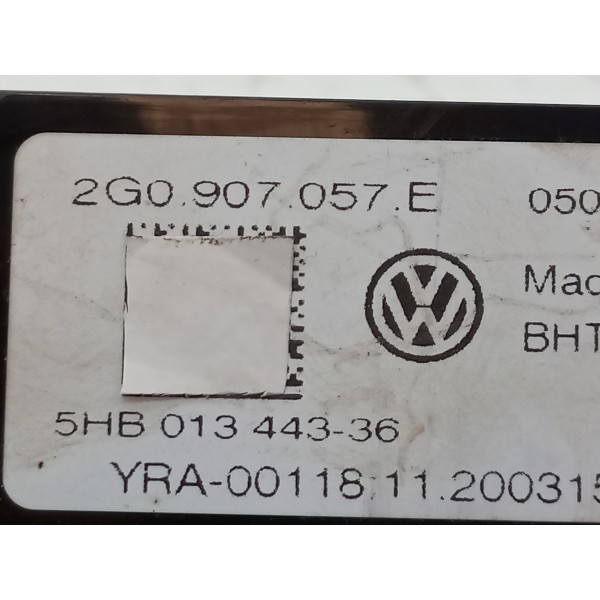 2G0.907.057.E 050
Mad
BHT
5HB 013 443-36
YRA-00118.11.200315